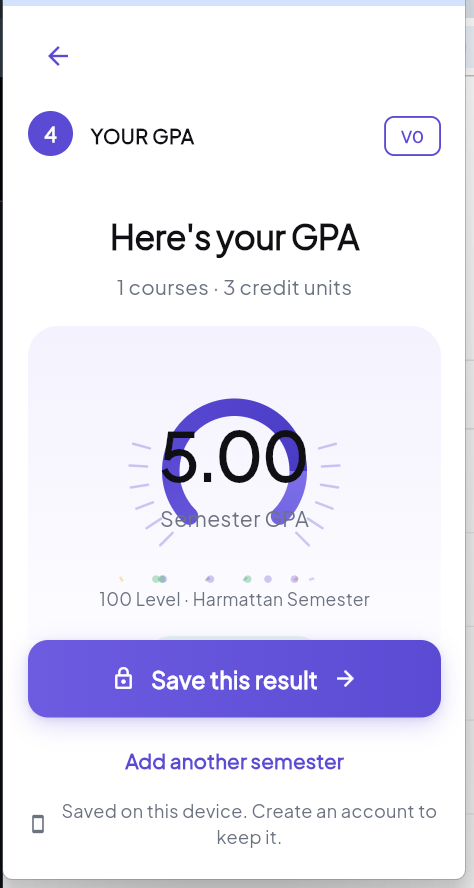 4
YOUR GPA
V0
Here's your GPA
1 courses · 3 credit units
5.00
Semester GPA
100 Level · Harmattan Semester
Save this result
Add another semester
Saved on this device. Create an account to
keep it.